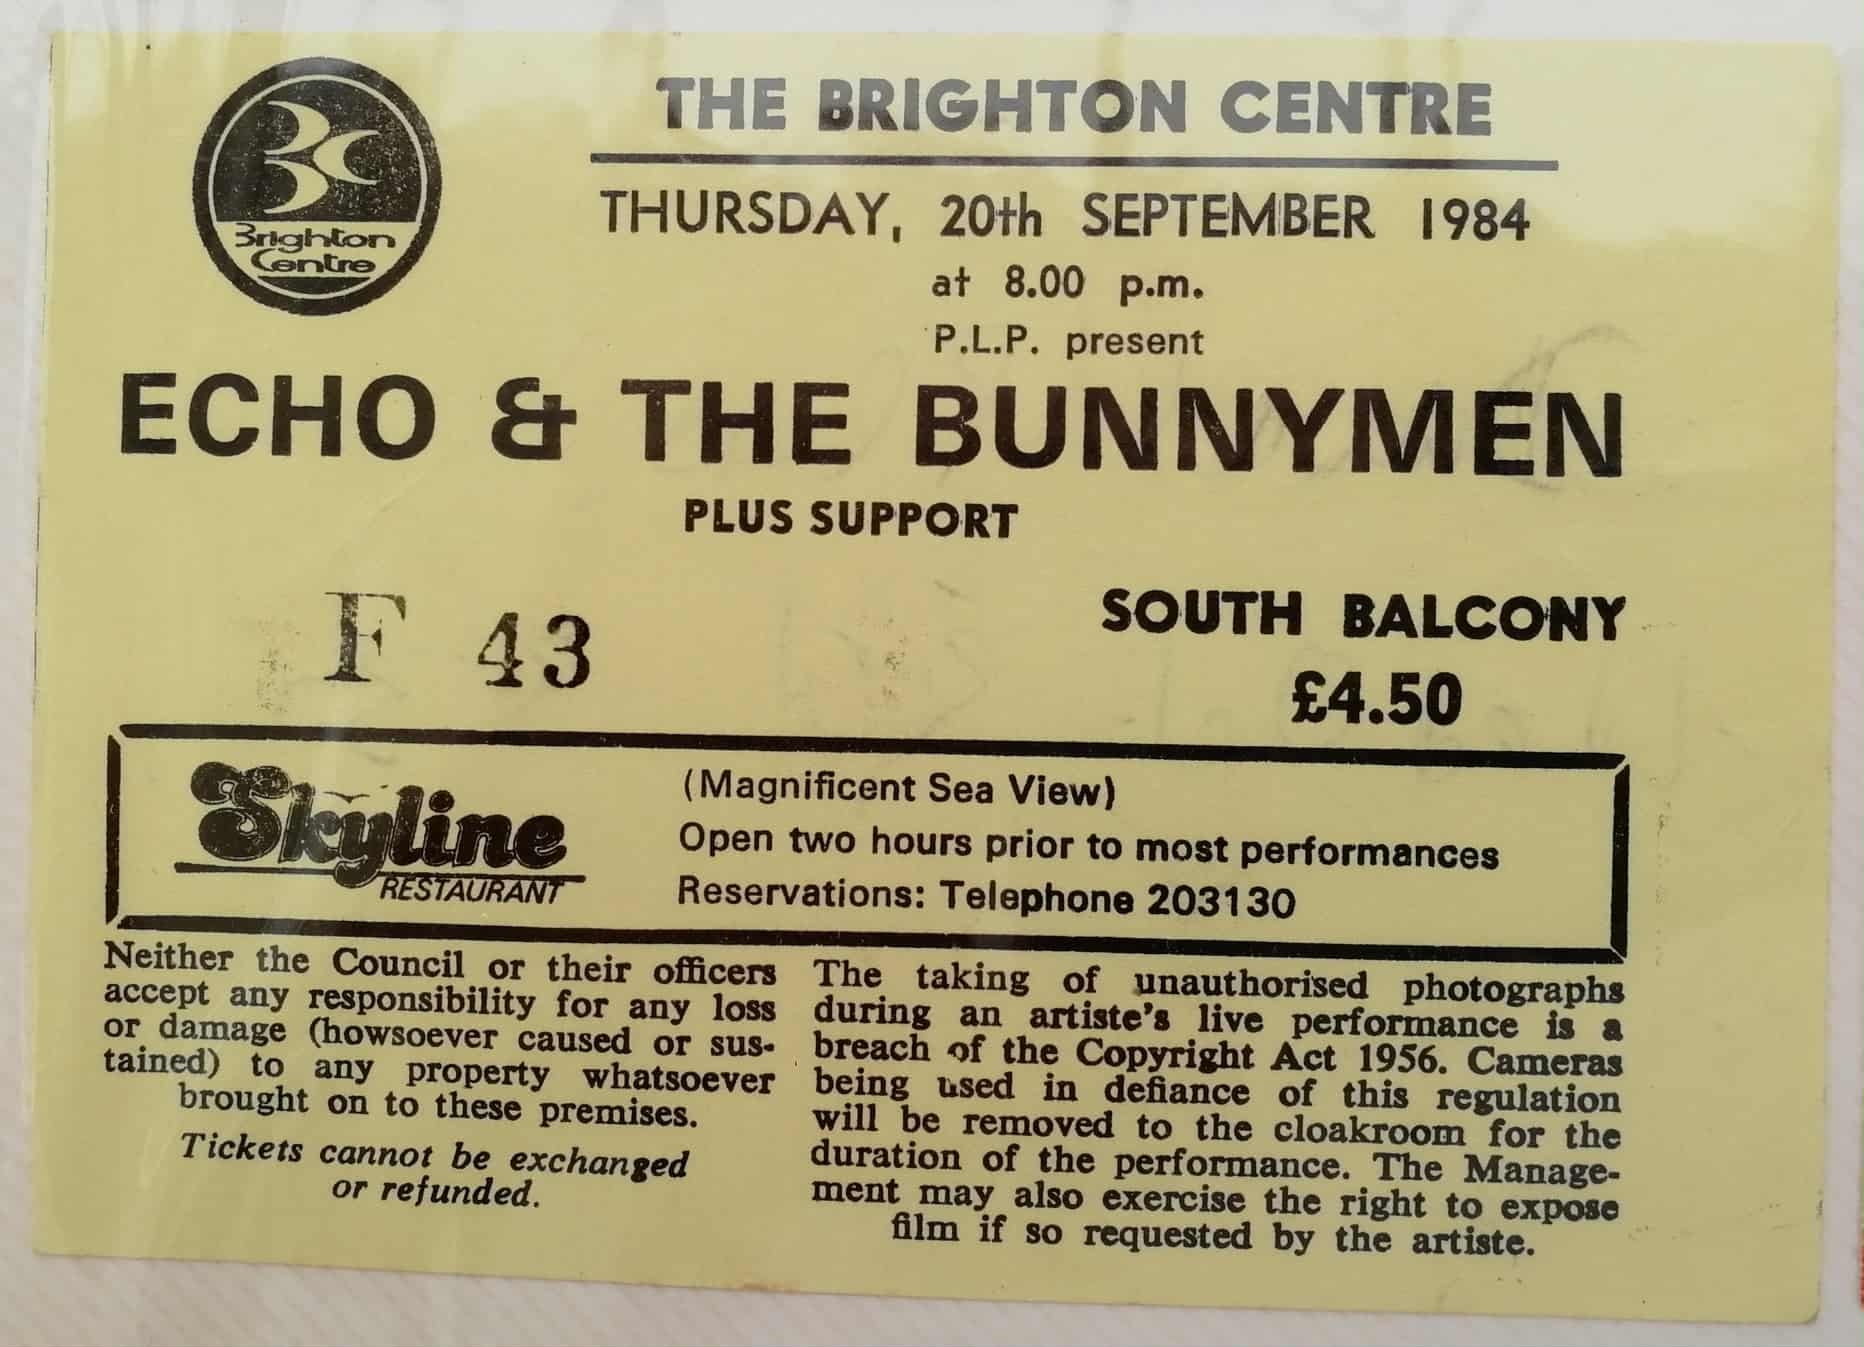 BC
Brighton
Centre
THE BRIGHTON CENTRE
THURSDAY, 20th SEPTEMBER 1984
at 8.00 p.m.
P.L.P. present
ECHO & THE BUNNYMEN
PLUS SUPPORT
F 43
SOUTH BALCONY
£4.50
Skyline
RESTAURANT
(Magnificent Sea View)
Open two hours prior to most performances
Reservations: Telephone 203130
Neither the Council or their officers
accept any responsibility for any loss
or damage (howsoever caused or sus-
tained) to any property whatsoever
brought on to these premises.
Tickets cannot be exchanged
or refunded.
The taking of unauthorised photographs
during an artiste's live performance is a
breach of the Copyright Act 1956. Cameras
being used in defiance of this regulation
will be removed to the cloakroom for the
duration of the performance. The Manage-
ment may also exercise the right to expose
film if so requested by the artiste.